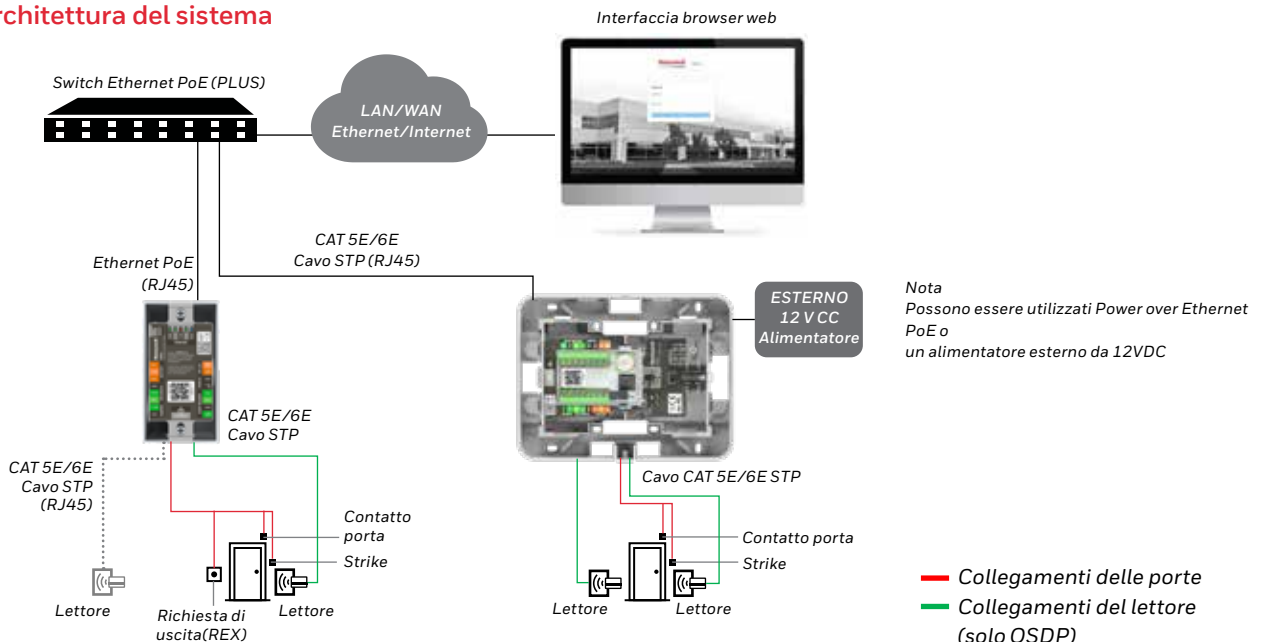 rchitettura del sistema
Interfaccia browser web
Switch Ethernet PoE (PLUS)
LAN/WAN
Ethernet/Internet
CAT 5E/6E
Cavo STP (RJ45)
Ethernet PoE
(RJ45)
ESTERNO
12 V CC
Alimentatore
Nota
Possono essere utilizzati Power over Ethernet
PoE o
un alimentatore esterno da 12VDC
CAT 5E/6E
Cavo STP
CAT 5E/6E
Cavo STP
(RJ45)
Cavo CAT 5E/6E STP
Contatto
porta
Strike
Contatto porta
Strike
Lettore
Richiesta di
uscita(REX)
Lettore
Lettore
Lettore
Collegamenti delle porte
Collegamenti del lettore
(solo OSDP)